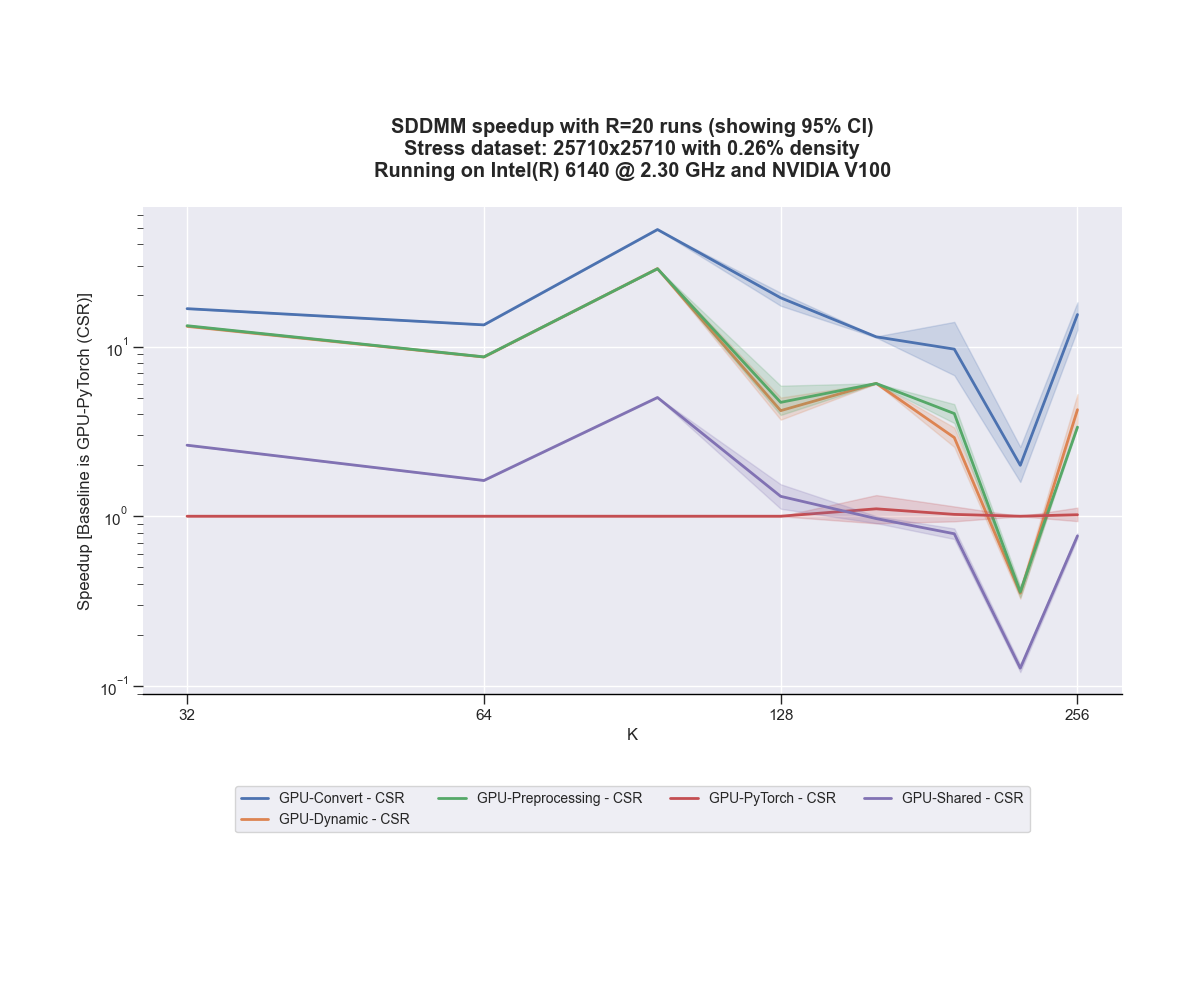 SDDMM speedup with R=20 runs (showing 95% CI)
Stress dataset: 25710x25710 with 0.26% density
Running on Intel(R) 6140 @ 2.30 GHz and NVIDIA V100
Speedup [Baseline is GPU-PyTorch (CSR)]
10^1
10^0
10^−1
32 64 128 256
K
GPU-Convert - CSR GPU-Preprocessing - CSR GPU-PyTorch - CSR GPU-Shared - CSR
GPU-Dynamic - CSR